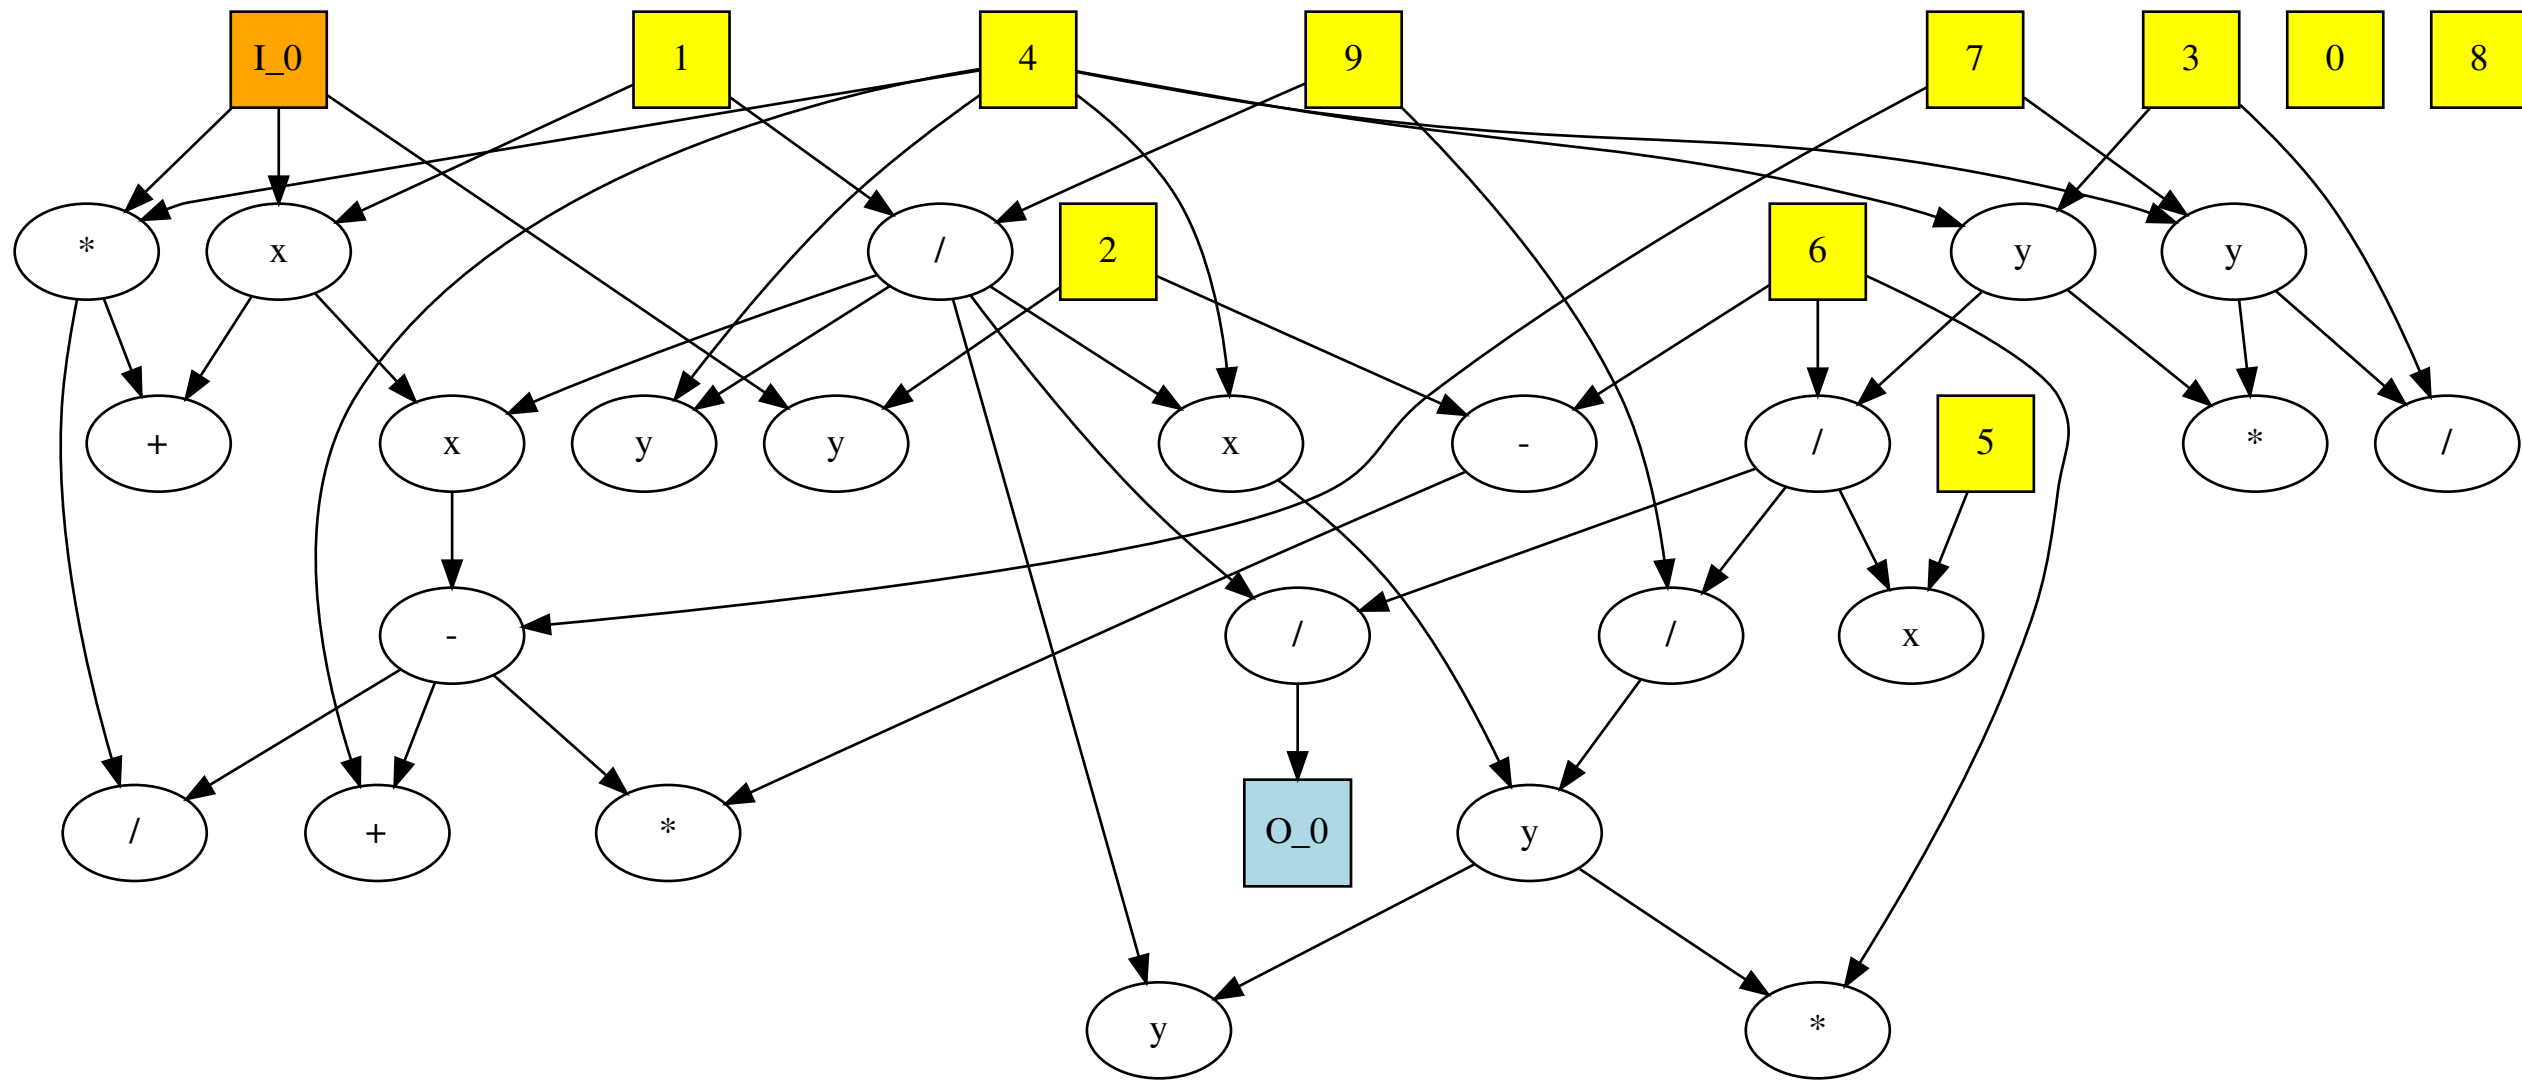 I_0 1 4 9 7 3 0 8
* x / 2 6 y y
+ x y y x - / 5 * /
- / / x
/ + * O_0 y
y *